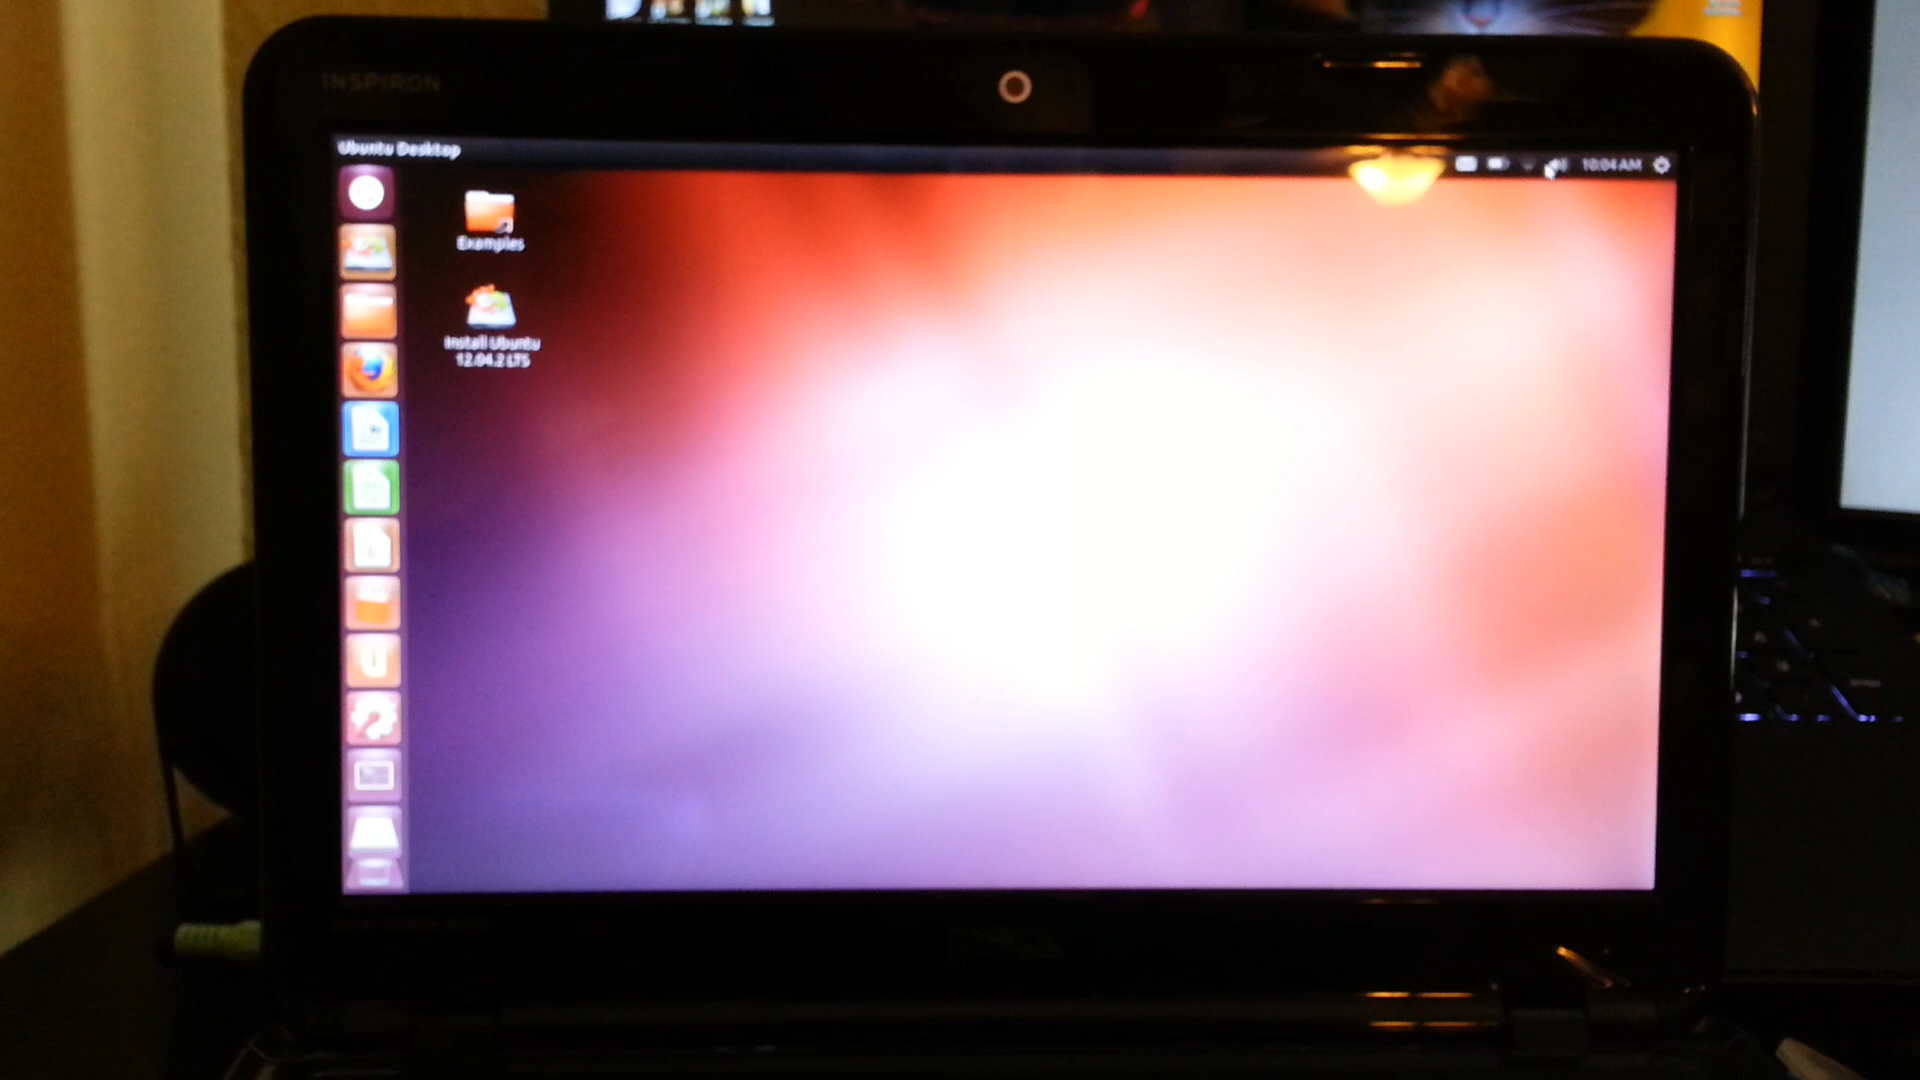 INSPIRON
Ubuntu Desktop
10:04 AM
Examples
Install Ubuntu
12.04.2 LTS